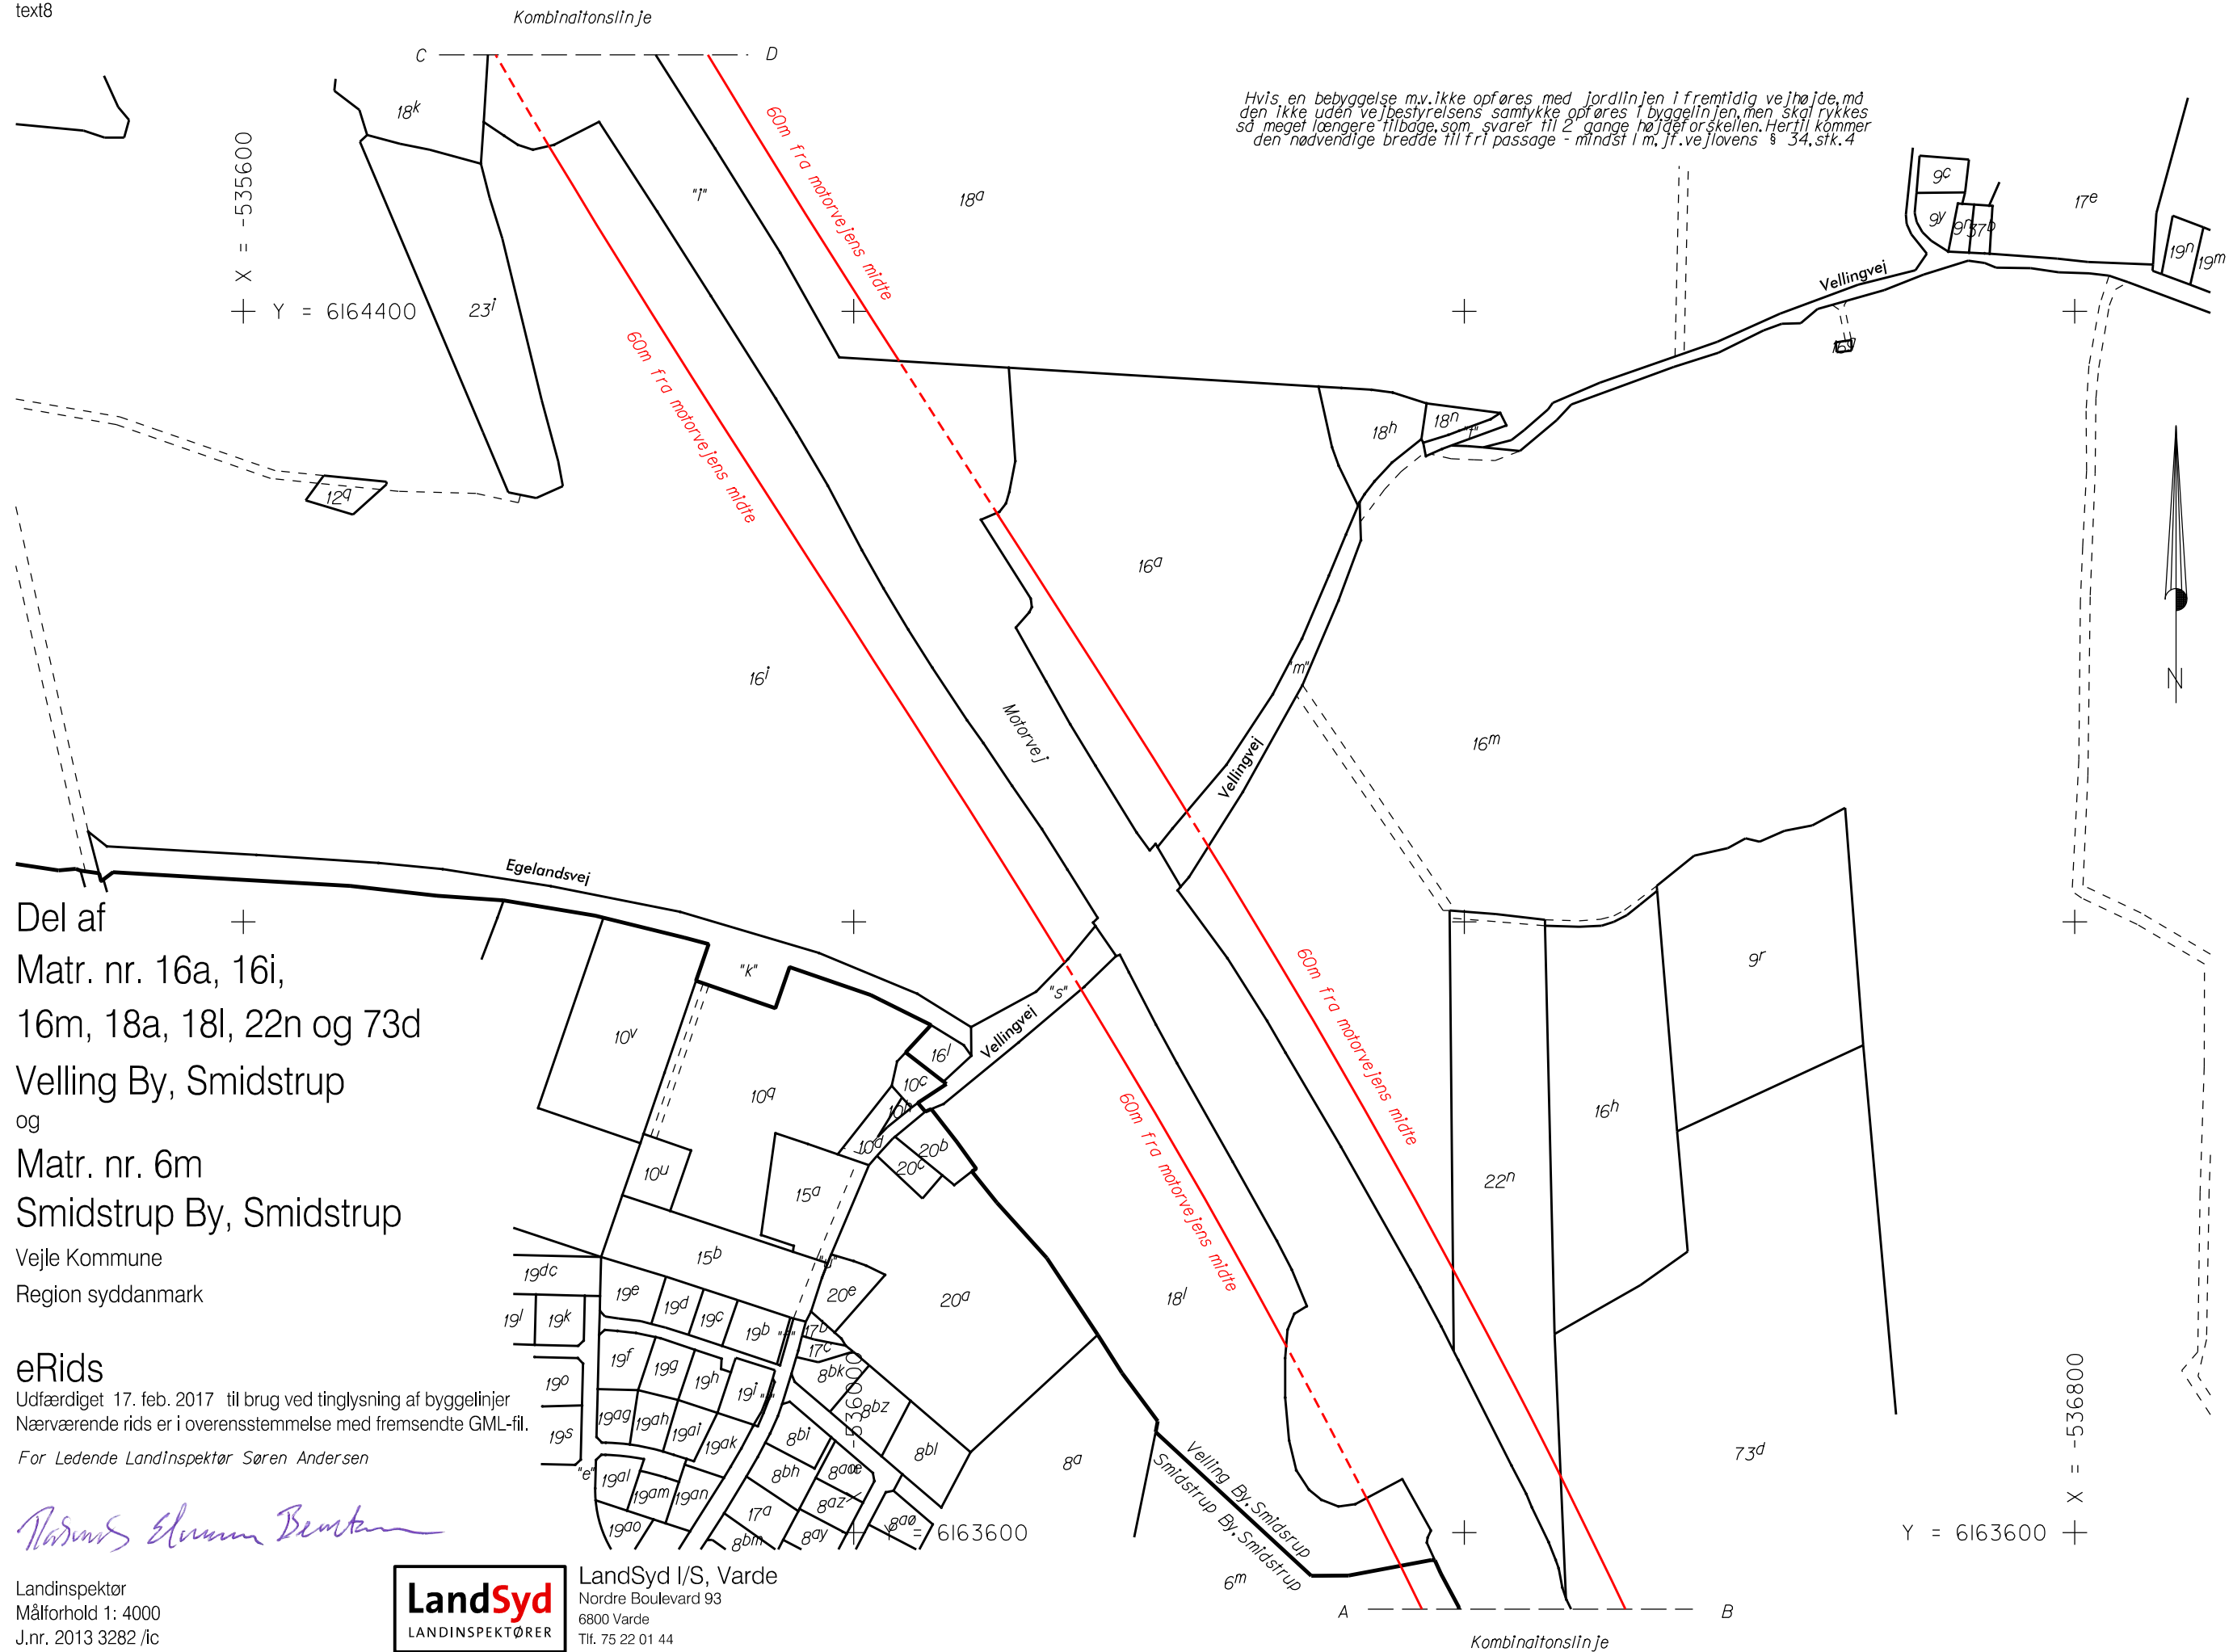 text8
Kombinaitonslinje
C
D
Hvis en bebyggelse m.v. ikke opføres med jordlinjen i fremtidig vejhøjde, må
den ikke uden vejbestyrelsens samtykke opføres i byggelinjen, men skal rykkes
så meget længere tilbage, som svarer til 2 gange højdeforskellen. Hertil kommer
den nødvendige bredde til fri passage - mindst 1 m, jf. vejlovens § 34, stk. 4
18k
X = -535600
Y = 6164400
23i
"i"
60m fra motorvejens midte
60m fra motorvejens midte
18a
9c
9y
9n
37b
17e
19n
19m
Vellingvej
18h
18n
12q
16a
16i
Motorvej
"m"
Vellingvej
16m
N
Egelandsvej
"k"
"s"
Vellingvej
60m fra motorvejens midte
60m fra motorvejens midte
9r
10v
10q
16l
10c
10d
20b
20c
10u
15a
15b
16h
22n
19dc
19l
19k
19e
19d
19c
19b
20e
20a
18l
17b
17c
19f
19g
19h
19i
19o
19s
8bk
8bz
8bl
19ag
19ah
19ai
19ak
8bi
8bh
8az
8ay
8aø
8bm
17a
"e"
19al
19am
19an
19ao
8a
73d
-536000
Y = 6163600
X = -536800
Y = 6163600
Velling By, Smidstrup
Smidstrup By, Smidstrup
6m
A
B
Kombinaitonslinje
Del af
Matr. nr. 16a, 16i,
16m, 18a, 18l, 22n og 73d
Velling By, Smidstrup
og
Matr. nr. 6m
Smidstrup By, Smidstrup
Vejle Kommune
Region syddanmark
eRids
Udfærdiget 17. feb. 2017 til brug ved tinglysning af byggelinjer
Nærværende rids er i overensstemmelse med fremsendte GML-fil.
For Ledende Landinspektør Søren Andersen
Landinspektør
Målforhold 1: 4000
J.nr. 2013 3282 /ic
LandSyd
LANDINSPEKTØRER
LandSyd I/S, Varde
Nordre Boulevard 93
6800 Varde
Tlf. 75 22 01 44